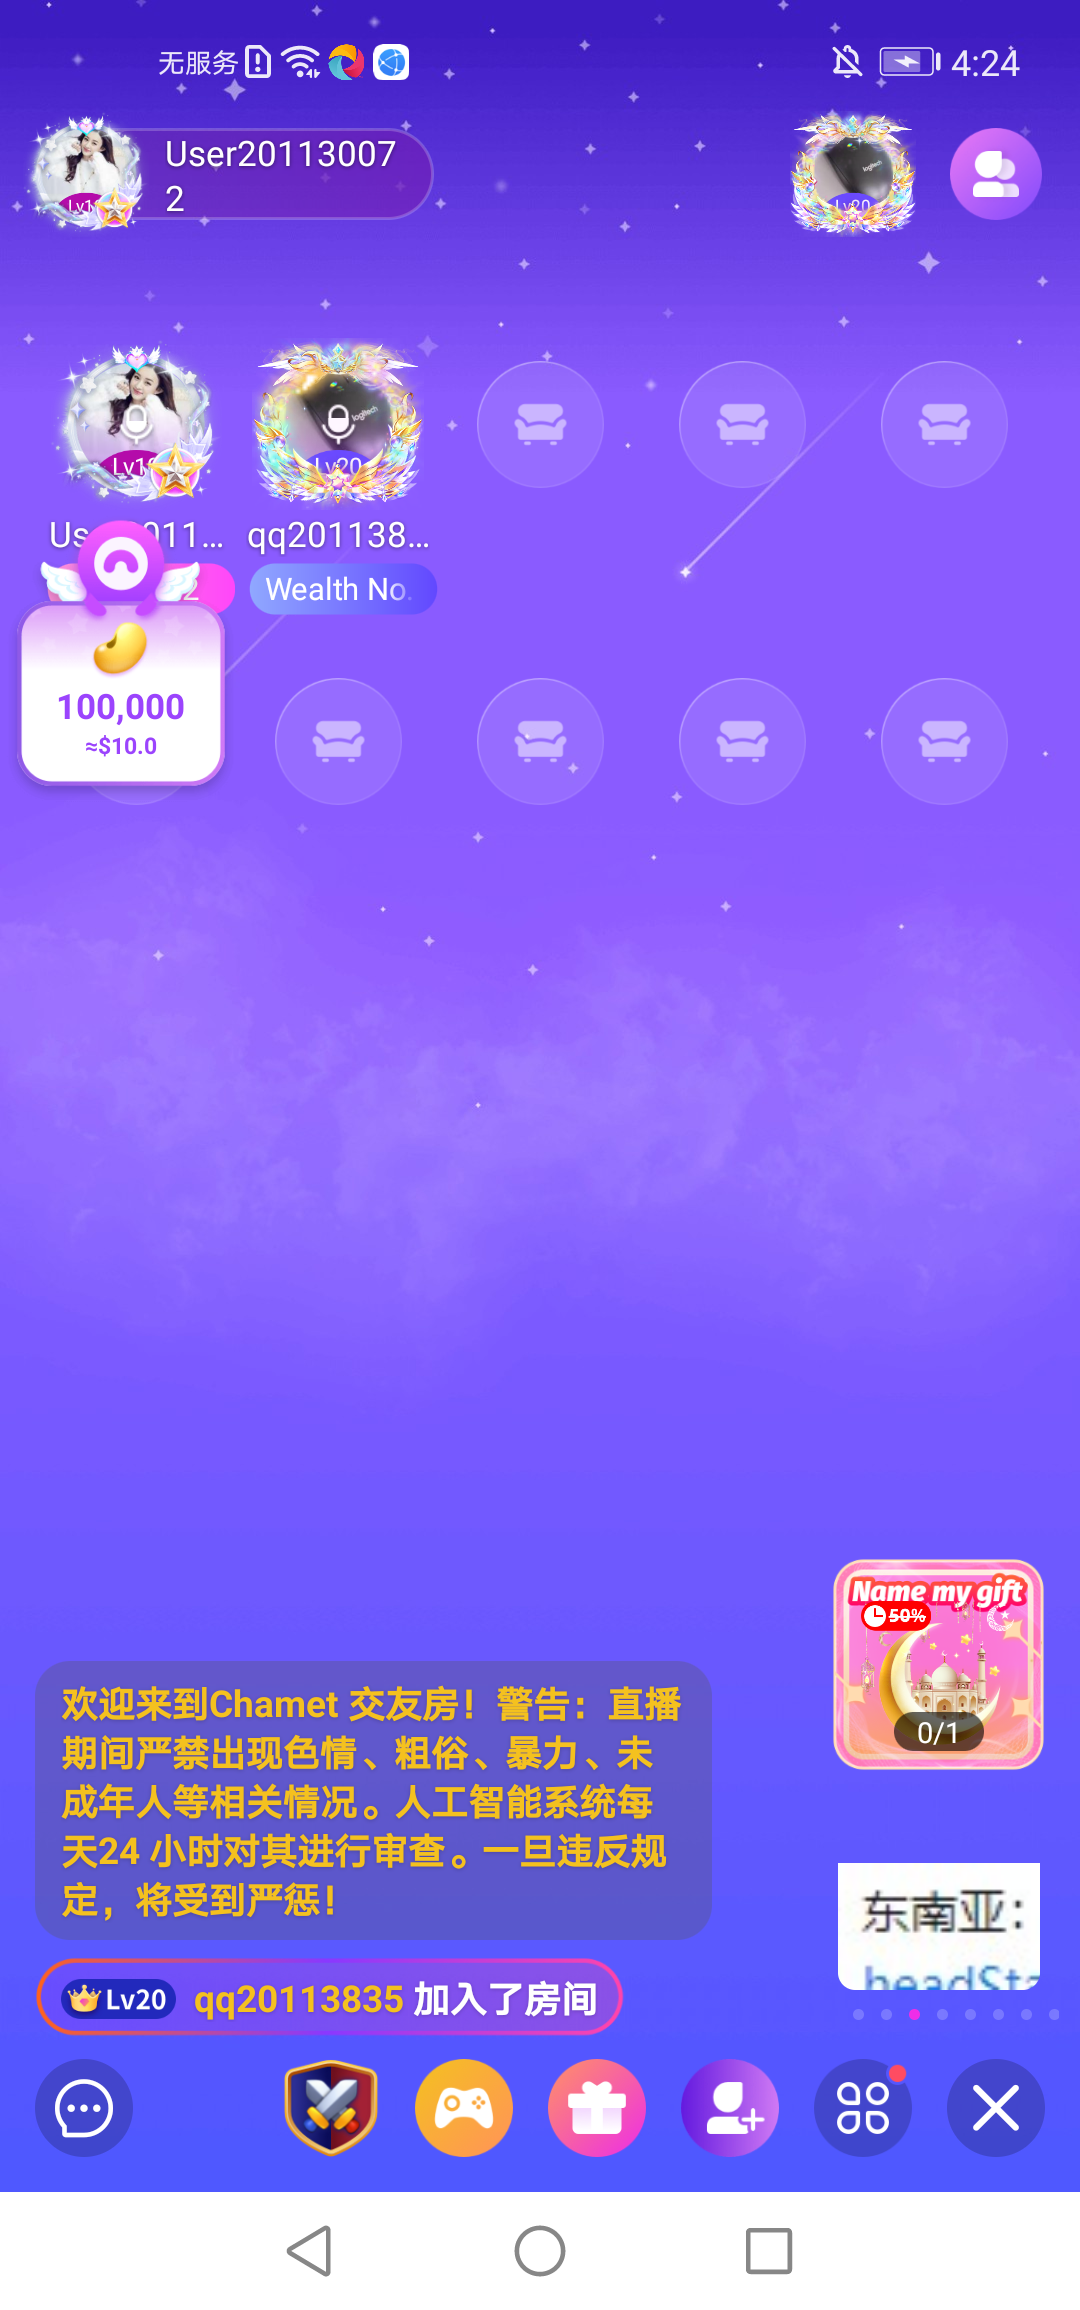 无服务
4:24
User20113007
2
Lv1
Lv20
logitech
Lv1
Lv20
logitech
qq201138...
Wealth No.
2
100,000
≈$10.0
Name my gift
50%
0/1
欢迎来到Chamet 交友房！警告：直播
期间严禁出现色情、粗俗、暴力、未
成年人等相关情况。人工智能系统每
天24 小时对其进行审查。一旦违反规
定，将受到严惩！
东南亚：
headSta
Lv20 qq20113835 加入了房间